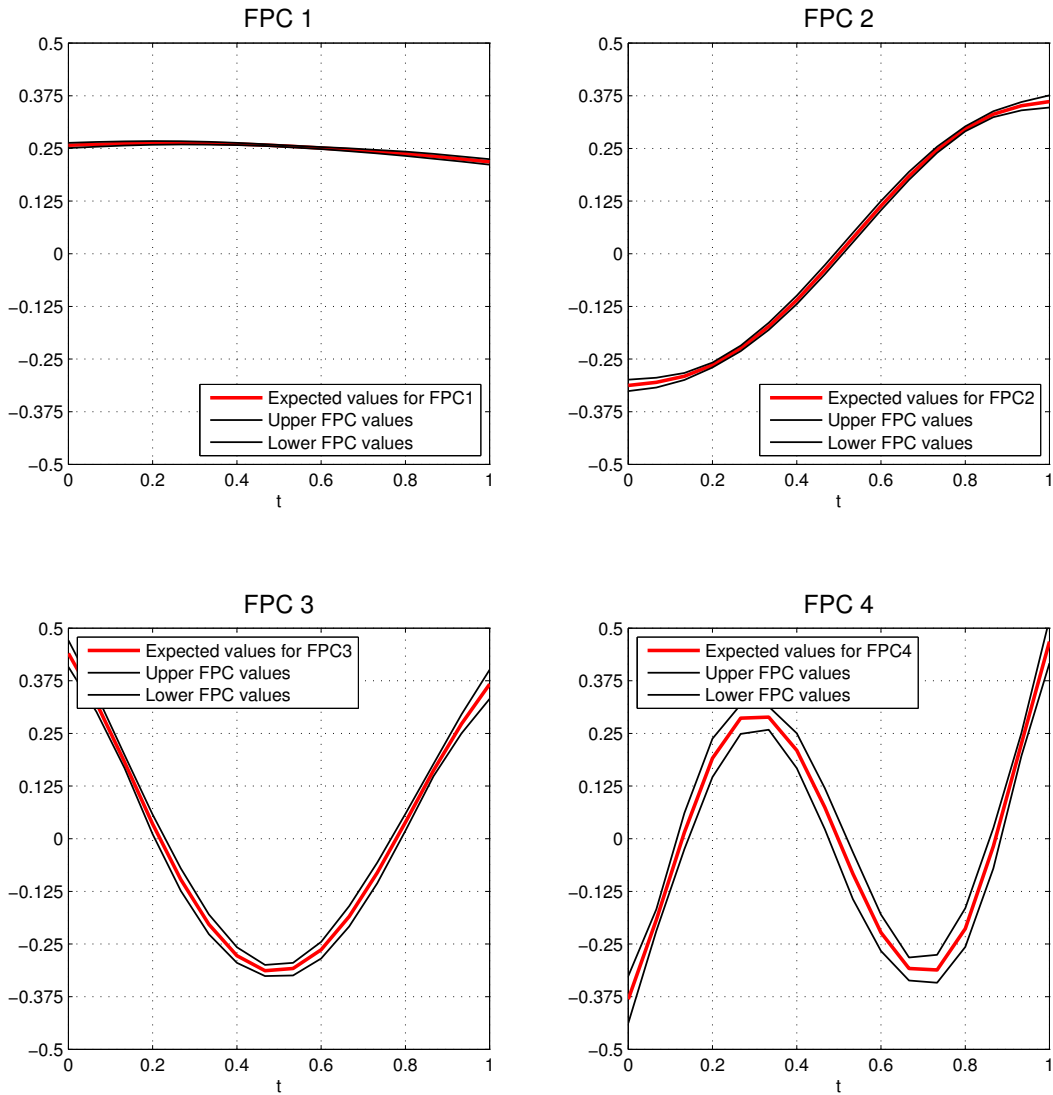 FPC 1
0.5
0.375
0.25
0.125
0
−0.125
−0.25
−0.375
−0.5
Expected values for FPC1
Upper FPC values
Lower FPC values
0 0.2 0.4 0.6 0.8 1
t
FPC 2
0.5
0.375
0.25
0.125
0
−0.125
−0.25
−0.375
−0.5
Expected values for FPC2
Upper FPC values
Lower FPC values
0 0.2 0.4 0.6 0.8 1
t
FPC 3
0.5
0.375
0.25
0.125
0
−0.125
−0.25
−0.375
−0.5
Expected values for FPC3
Upper FPC values
Lower FPC values
0 0.2 0.4 0.6 0.8 1
t
FPC 4
0.5
0.375
0.25
0.125
0
−0.125
−0.25
−0.375
−0.5
Expected values for FPC4
Upper FPC values
Lower FPC values
0 0.2 0.4 0.6 0.8 1
t